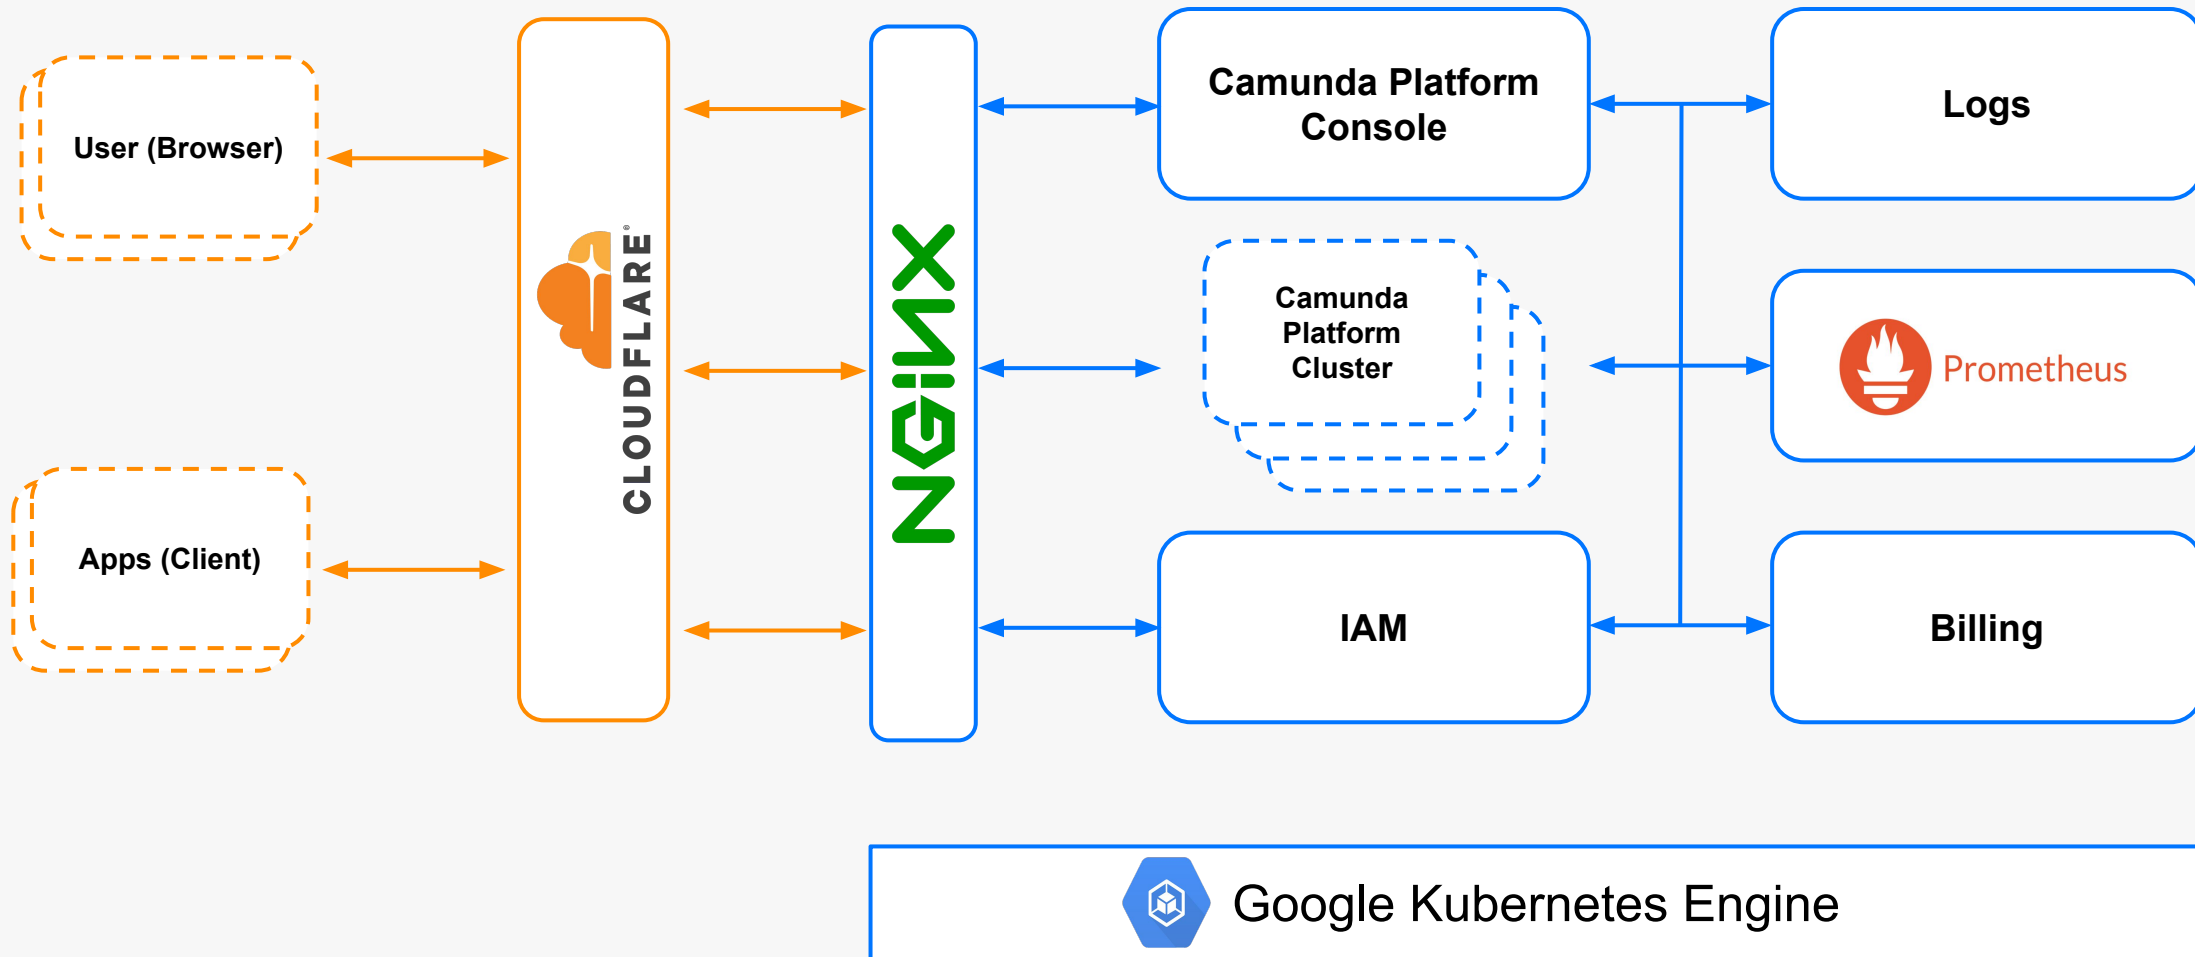 User (Browser)
Apps (Client)
CLOUDFLARE®
NGINX
Camunda Platform
Console
Camunda
Platform
Cluster
IAM
Logs
Prometheus
Billing
Google Kubernetes Engine